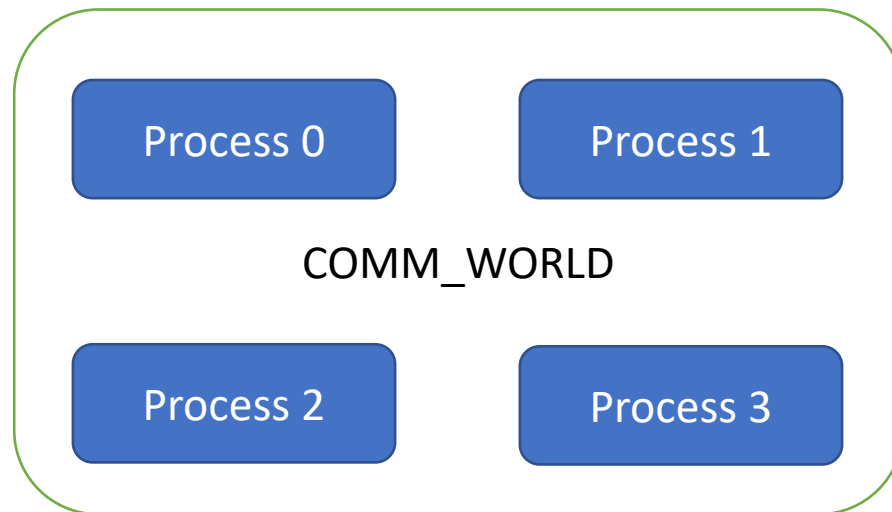 Process 0
Process 1
COMM_WORLD
Process 2
Process 3